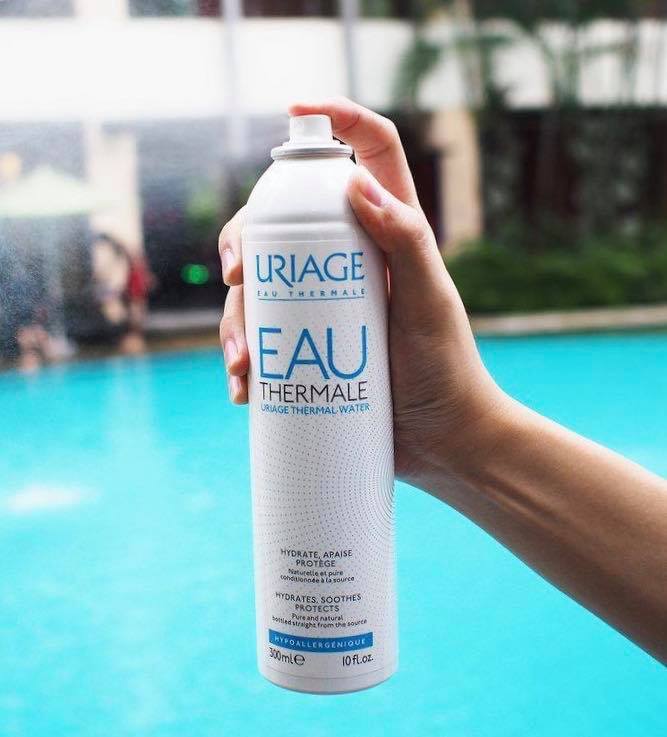 URIAGE
EAU THERMALE
EAU
THERMALE
URIAGE THERMAL WATER
HYDRATE, APAISE
PROTÈGE
Naturelle et pure
conditionnée à la source
HYDRATES, SOOTHES
PROTECTS
Pure and natural
bottled straight from the source
HYPOALLERGÉNIQUE
300ml℮ 10 fl.oz.